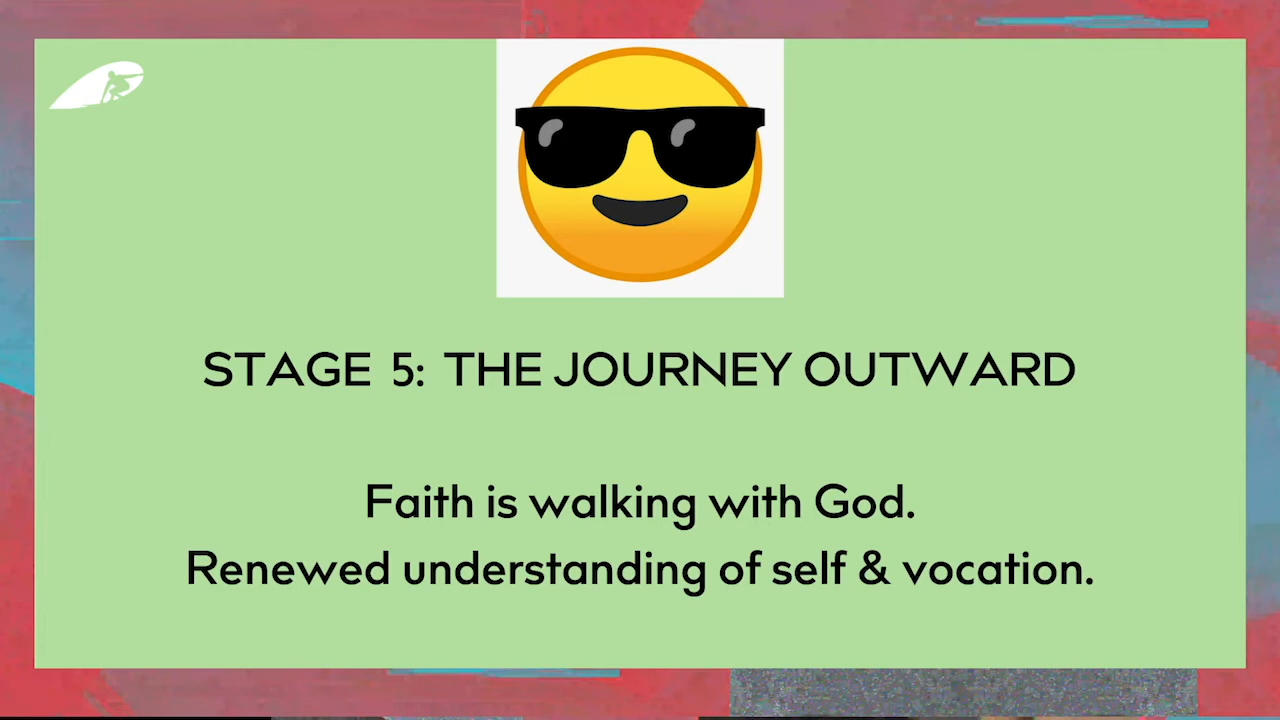 STAGE 5: THE JOURNEY OUTWARD
Faith is walking with God.
Renewed understanding of self & vocation.